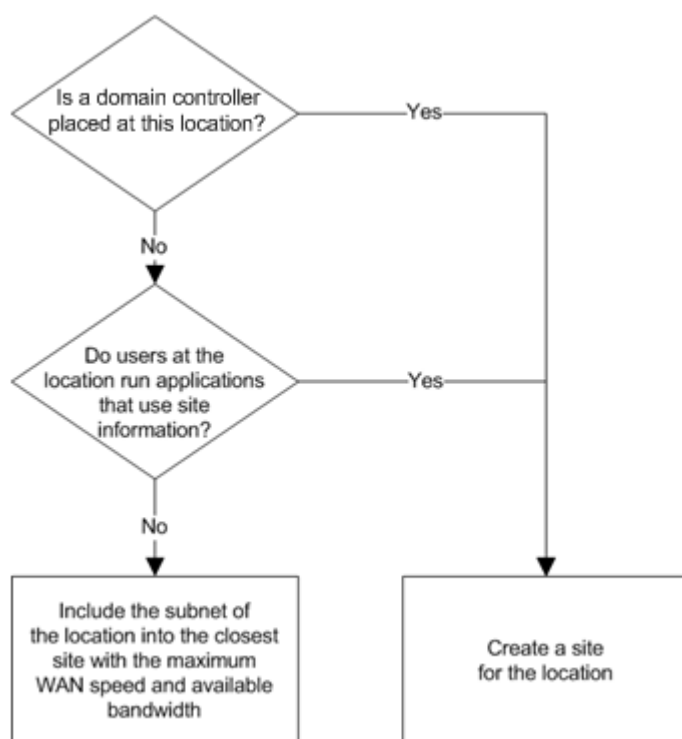 Is a domain controller
placed at this location?
Yes
No
Do users at the
location run applications
that use site
information?
Yes
No
Include the subnet of
the location into the closest
site with the maximum
WAN speed and available
bandwidth
Create a site
for the location